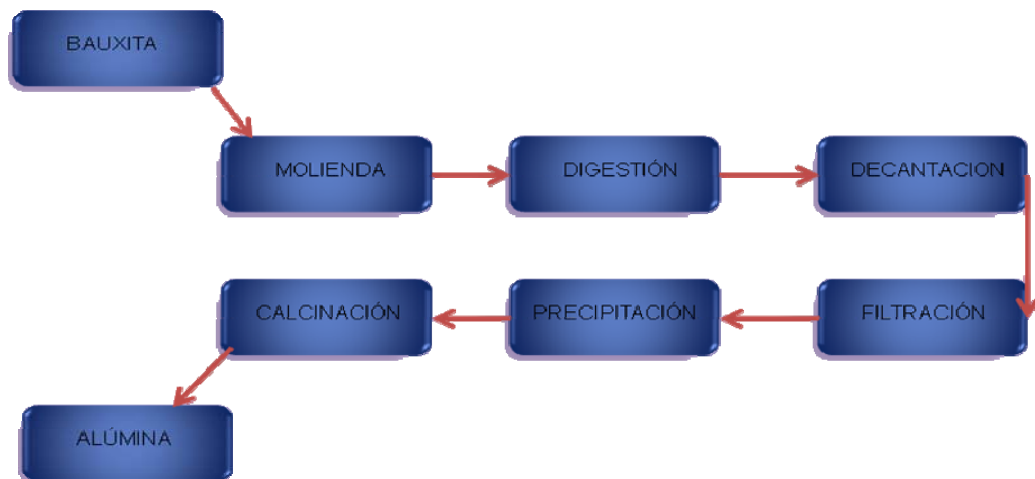 BAUXITA
MOLIENDA
DIGESTIÓN
DECANTACION
FILTRACIÓN
PRECIPITACIÓN
CALCINACIÓN
ALÚMINA